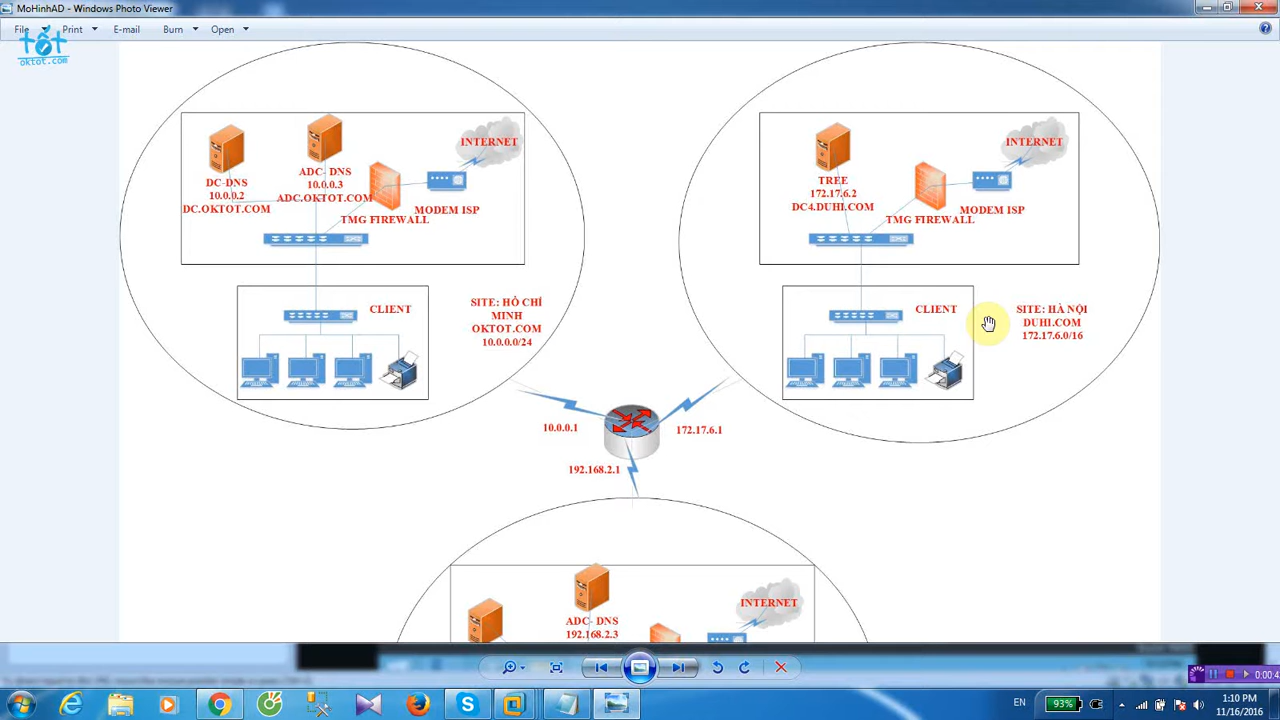 MoHinhAD - Windows Photo Viewer
File Print E-mail Burn Open
tốt
oktot.com
INTERNET
ADC- DNS
10.0.0.3
ADC.OKTOT.COM
DC-DNS
10.0.0.2
DC.OKTOT.COM
MODEM ISP
TMG FIREWALL
CLIENT
SITE: HỒ CHÍ
MINH
OKTOT.COM
10.0.0.0/24
INTERNET
TREE
172.17.6.2
DC4.DUHI.COM
MODEM ISP
TMG FIREWALL
CLIENT
SITE: HÀ NỘI
DUHI.COM
172.17.6.0/16
10.0.0.1
172.17.6.1
192.168.2.1
INTERNET
ADC- DNS
192.168.2.3
0:00:4
EN
93%
1:10 PM
11/16/2016